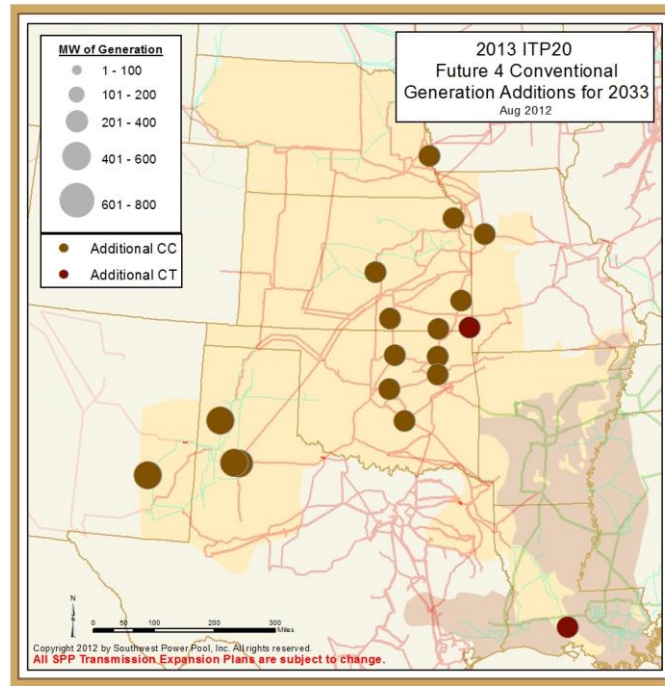 2013 ITP20
Future 4 Conventional
Generation Additions for 2033
Aug 2012
MW of Generation
1 - 100
101 - 200
201 - 400
401 - 600
601 - 800
Additional CC
Additional CT
N
0
50
100
200
300
Miles
Copyright 2012 by Southwest Power Pool, Inc. All rights reserved.
All SPP Transmission Expansion Plans are subject to change.